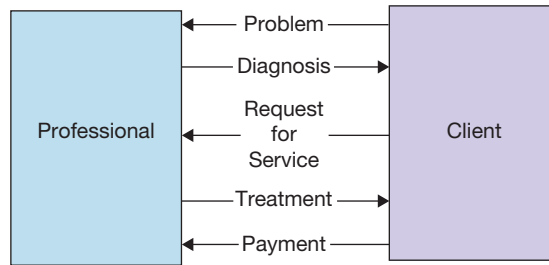 Problem
Diagnosis
Request
for
Service
Professional
Client
Treatment
Payment